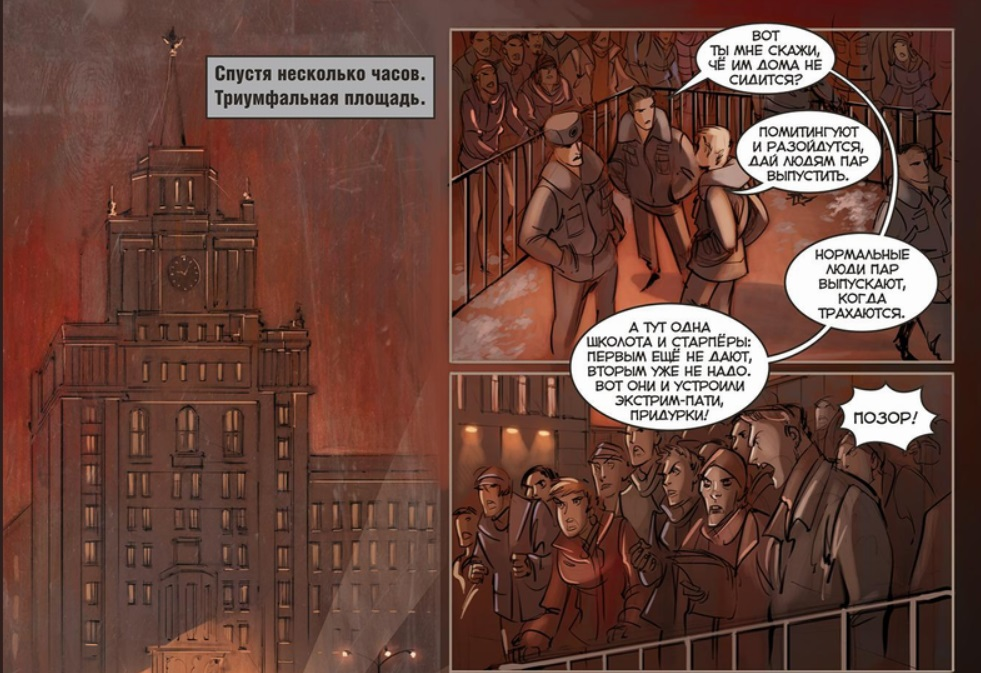 Спустя несколько часов.
Триумфальная площадь.
ВОТ
ТЫ МНЕ СКАЖИ,
ЧЁ ИМ ДОМА НЕ
СИДИТСЯ?
ПОМИТИНГУЮТ
И РАЗОЙДУТСЯ,
ДАЙ ЛЮДЯМ ПАР
ВЫПУСТИТЬ.
НОРМАЛЬНЫЕ
ЛЮДИ ПАР
ВЫПУСКАЮТ,
КОГДА
ТРАХАЮТСЯ.
А ТУТ ОДНА
ШКОЛОТА И СТАРПЁРЫ:
ПЕРВЫМ ЕЩЁ НЕ ДАЮТ,
ВТОРЫМ УЖЕ НЕ НАДО.
ВОТ ОНИ И УСТРОИЛИ
ЭКСТРИМ-ПАТИ,
ПРИДУРКИ!
ПОЗОР!